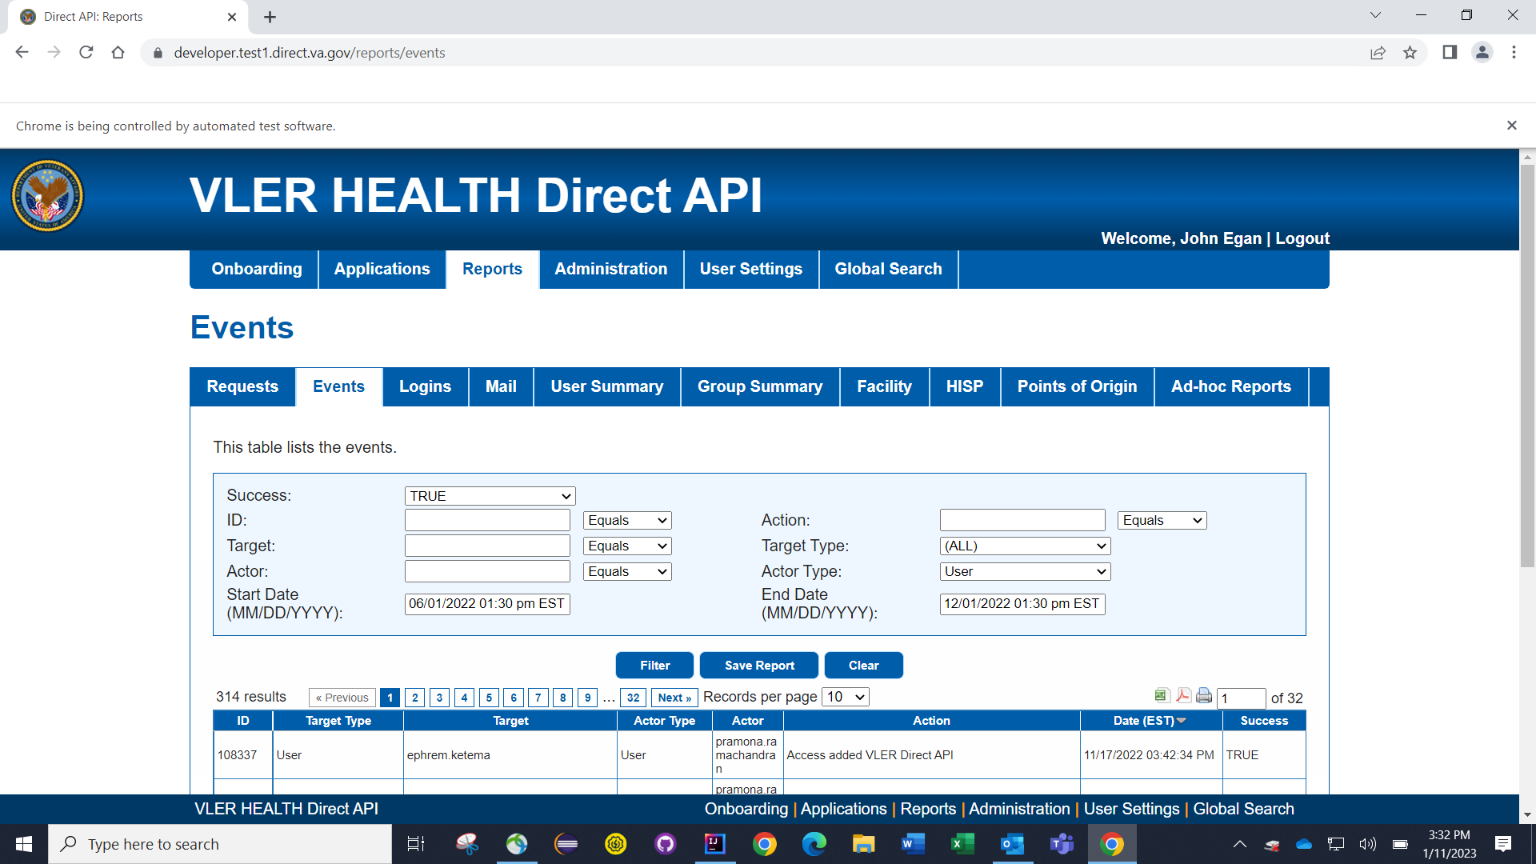 Direct API: Reports
developer.test1.direct.va.gov/reports/events
Chrome is being controlled by automated test software.
VLER HEALTH Direct API
Welcome, John Egan | Logout
Onboarding Applications Reports Administration User Settings Global Search
Events
Requests Events Logins Mail User Summary Group Summary Facility HISP Points of Origin Ad-hoc Reports
This table lists the events.
Success: TRUE
ID: Equals Action: Equals
Target: Equals Target Type: (ALL)
Actor: Equals Actor Type: User
Start Date (MM/DD/YYYY): 06/01/2022 01:30 pm EST End Date (MM/DD/YYYY): 12/01/2022 01:30 pm EST
Filter Save Report Clear
314 results « Previous 1 2 3 4 5 6 7 8 9 ... 32 Next » Records per page 10 1 of 32
ID Target Type Target Actor Type Actor Action Date (EST) Success
108337 User ephrem.ketema User pramona.ramachandran Access added VLER Direct API 11/17/2022 03:42:34 PM TRUE
pramona.ra
VLER HEALTH Direct API Onboarding | Applications | Reports | Administration | User Settings | Global Search
Type here to search
3:32 PM
1/11/2023